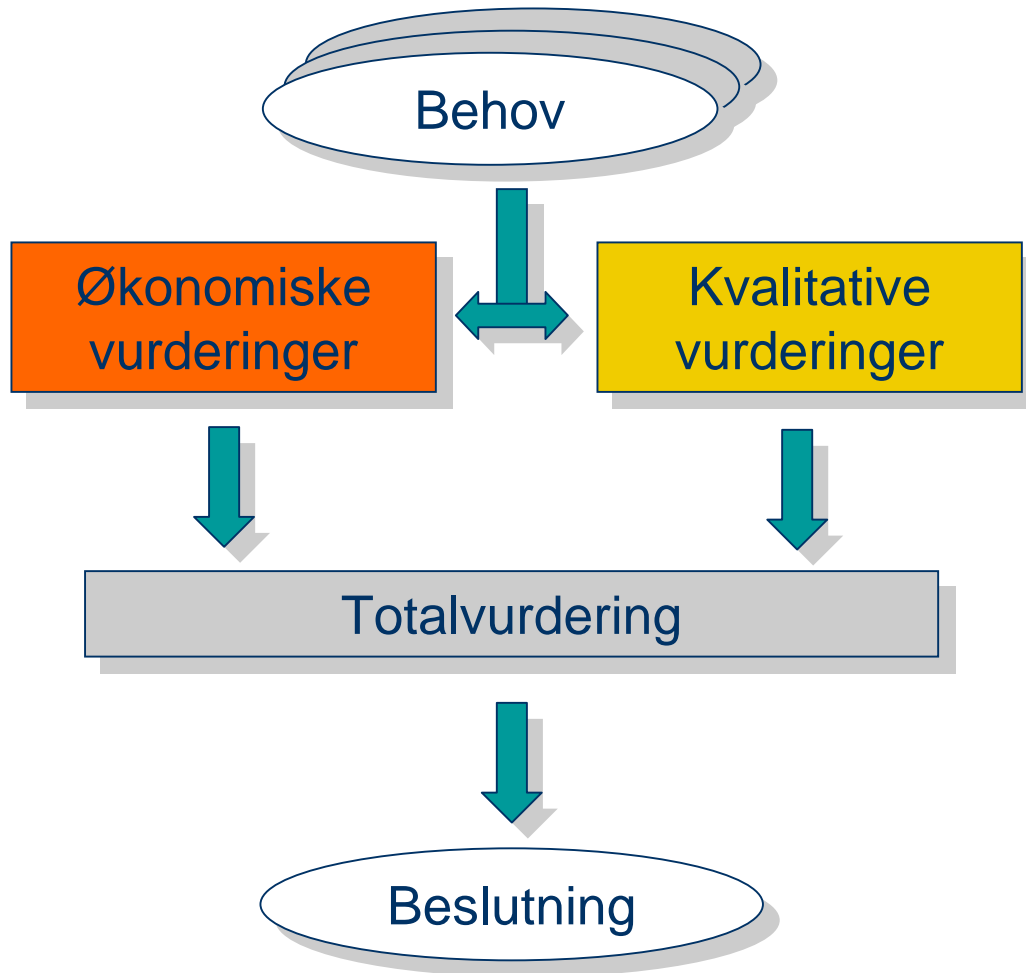 Behov
Økonomiske
vurderinger
Kvalitative
vurderinger
Totalvurdering
Beslutning